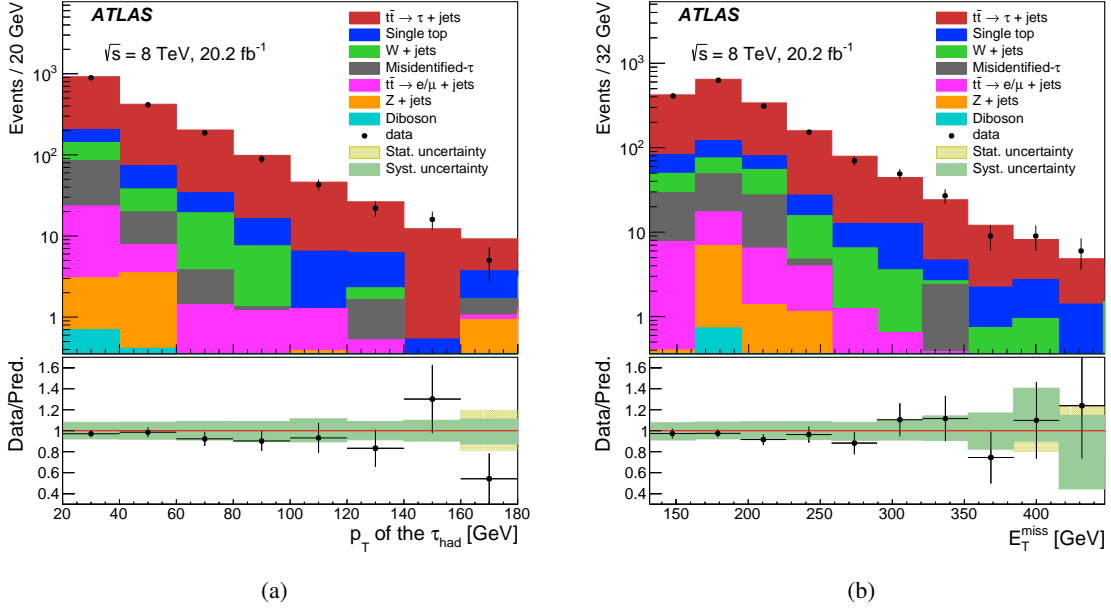 ATLAS
√s = 8 TeV, 20.2 fb⁻¹
tt̄ → τ + jets
Single top
W + jets
Misidentified-τ
tt̄ → e/μ + jets
Z + jets
Diboson
data
Stat. uncertainty
Syst. uncertainty
Events / 20 GeV
10³
10²
10
1
Data/Pred.
1.6
1.4
1.2
1
0.8
0.6
0.4
20 40 60 80 100 120 140 160 180
p_T of the τ_had [GeV]
(a)
ATLAS
√s = 8 TeV, 20.2 fb⁻¹
tt̄ → τ + jets
Single top
W + jets
Misidentified-τ
tt̄ → e/μ + jets
Z + jets
Diboson
data
Stat. uncertainty
Syst. uncertainty
Events / 32 GeV
10³
10²
10
1
Data/Pred.
1.6
1.4
1.2
1
0.8
0.6
0.4
150 200 250 300 350 400
E_T^miss [GeV]
(b)